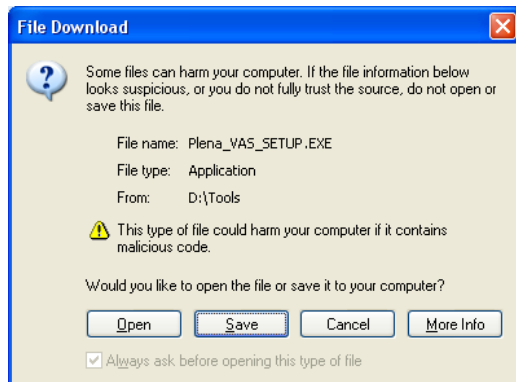 File Download
Some files can harm your computer. If the file information below
looks suspicious, or you do not fully trust the source, do not open or
save this file.
File name: Plena_VAS_SETUP.EXE
File type: Application
From: D:\Tools
This type of file could harm your computer if it contains
malicious code.
Would you like to open the file or save it to your computer?
Open Save Cancel More Info
Always ask before opening this type of file